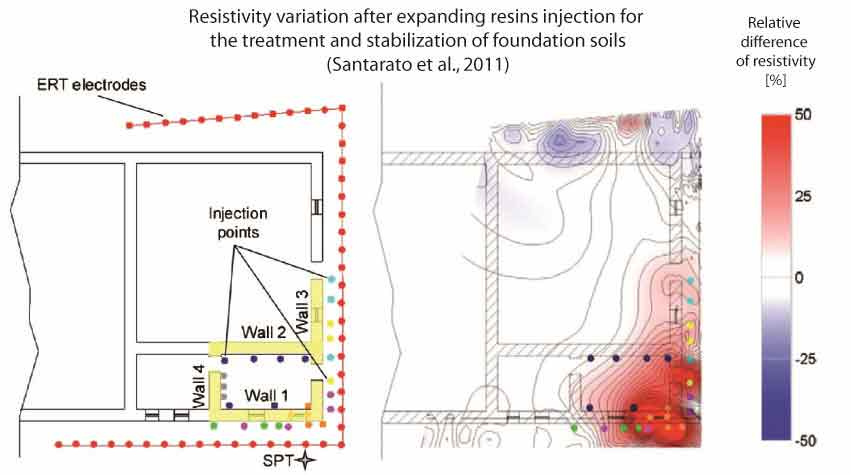 Resistivity variation after expanding resins injection for
the treatment and stabilization of foundation soils
(Santarato et al., 2011)
Relative
difference
of resistivity
[%]
ERT electrodes
Injection
points
Wall 3
Wall 2
Wall 4
Wall 1
SPT
50
25
0
-25
-50